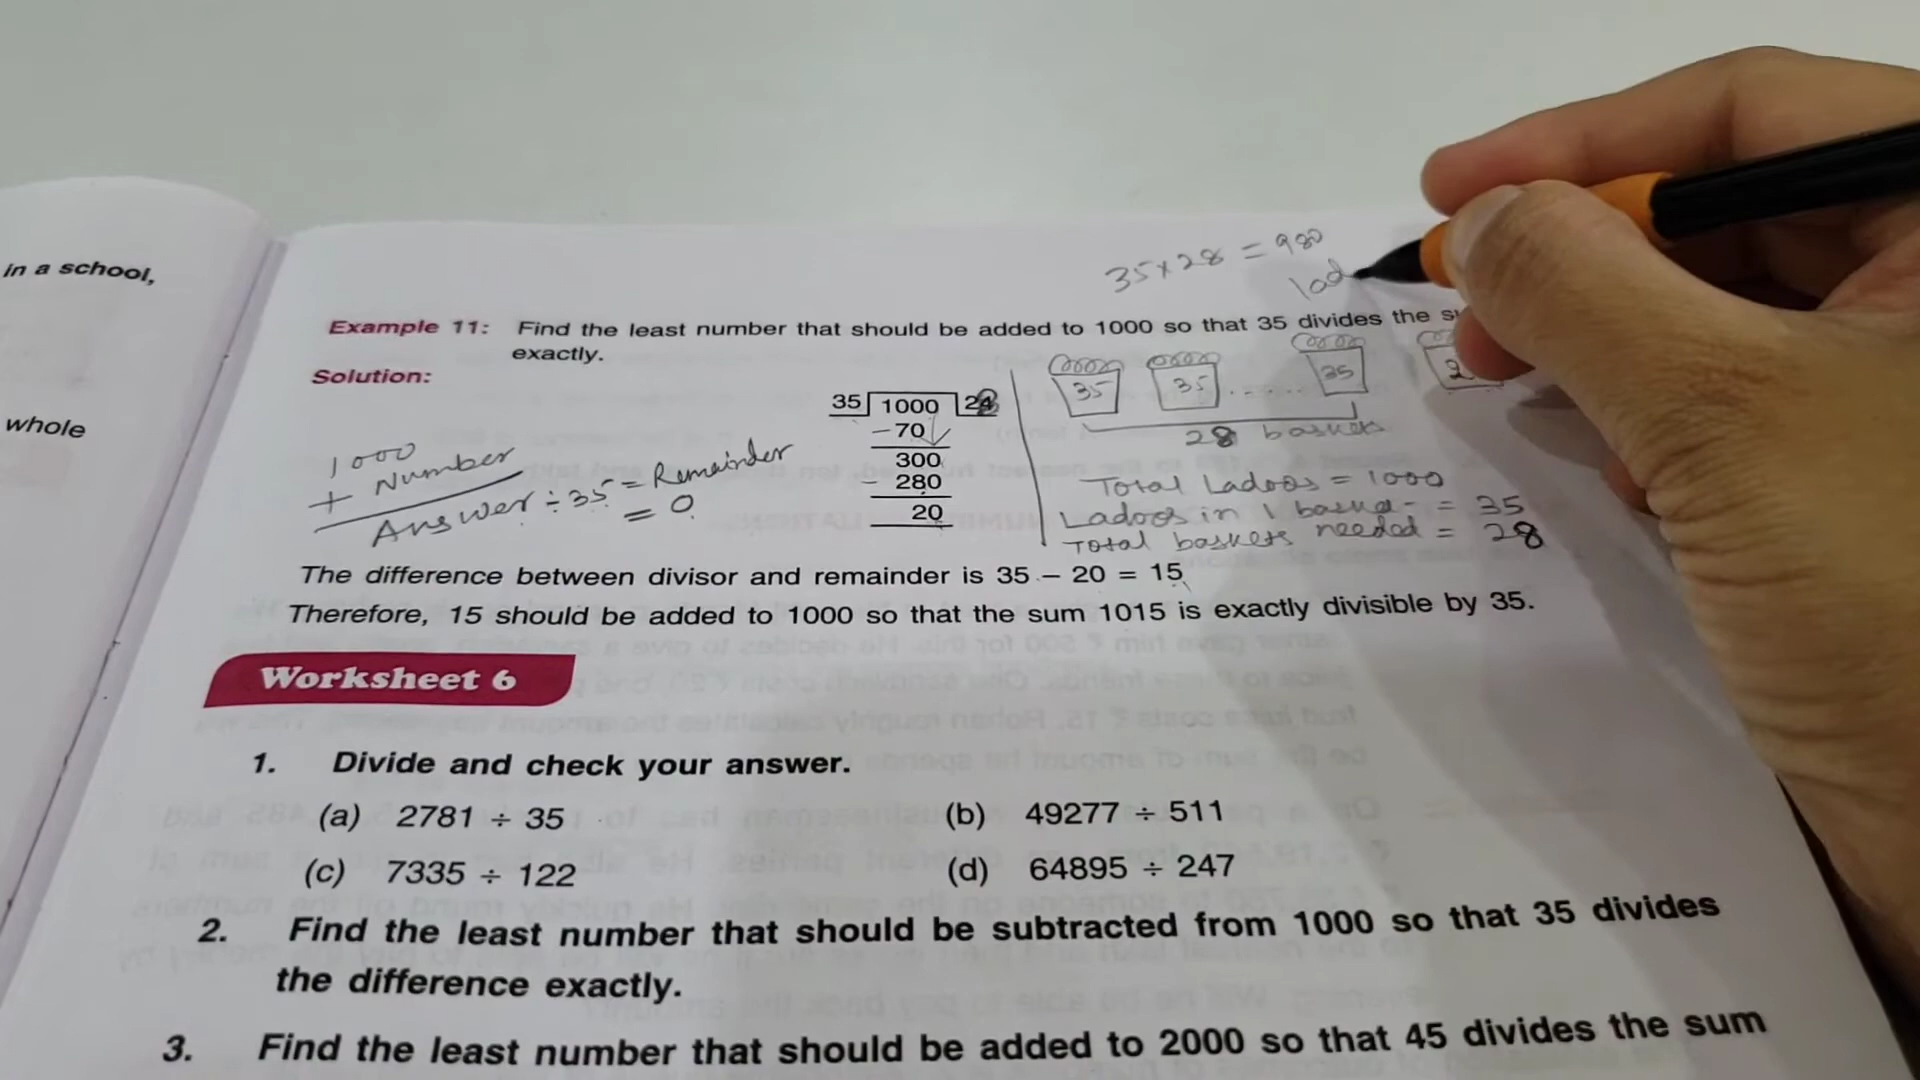 in a school,
whole
35 × 28 = 980
lad
Example 11: Find the least number that should be added to 1000 so that 35 divides the
exactly.
Solution:
35 1000 28
- 70
300
- 280
20
1000
+ Number
Answer ÷ 35 = Remainder
= 0
35 35 ...... 35 2
28 baskets
Total Ladoos = 1000
Ladoos in 1 basket = 35
Total baskets needed = 28
The difference between divisor and remainder is 35 - 20 = 15
Therefore, 15 should be added to 1000 so that the sum 1015 is exactly divisible by 35.
Worksheet 6
1. Divide and check your answer.
(a) 2781 ÷ 35 (b) 49277 ÷ 511
(c) 7335 ÷ 122 (d) 64895 ÷ 247
2. Find the least number that should be subtracted from 1000 so that 35 divides
the difference exactly.
3. Find the least number that should be added to 2000 so that 45 divides the sum